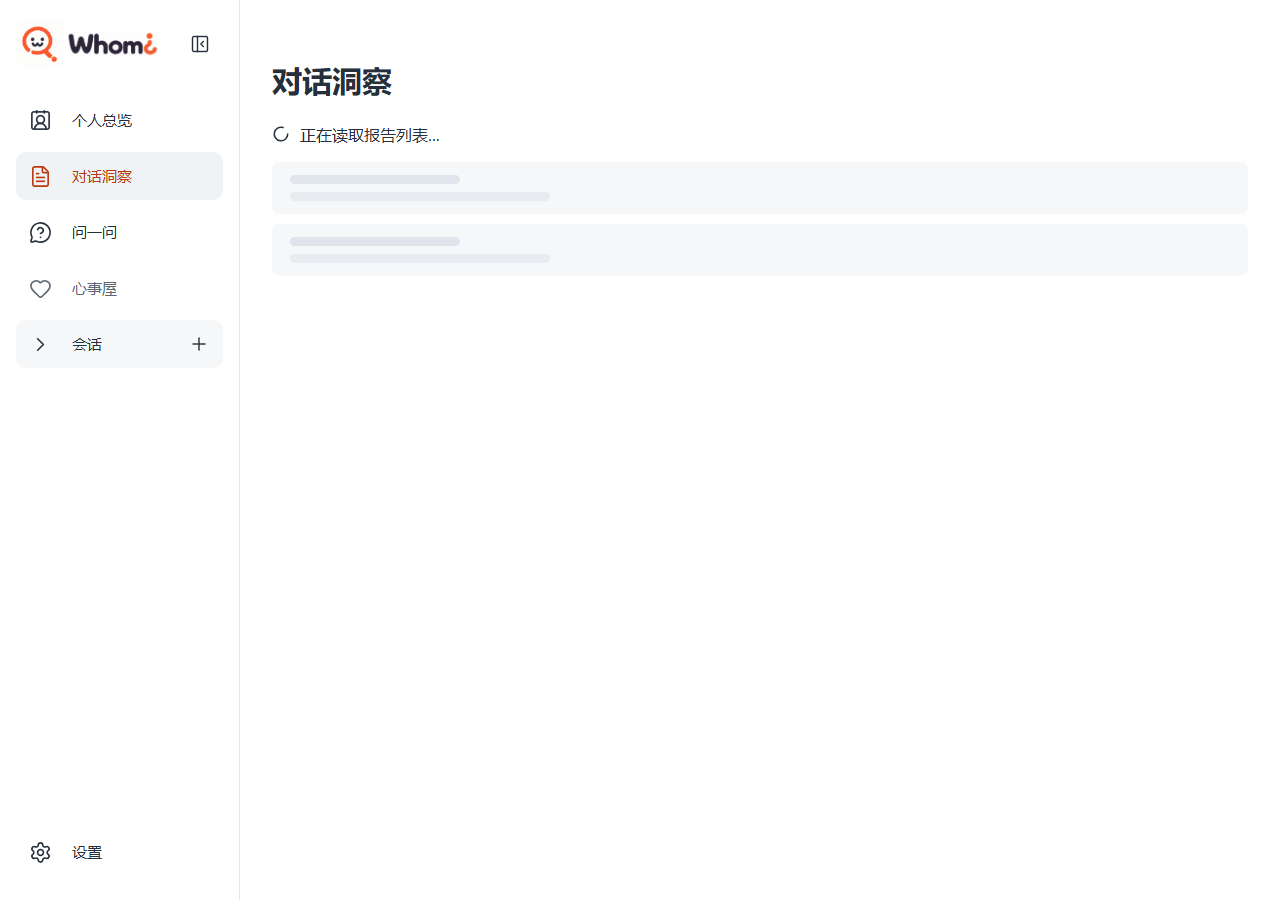 Whomi
个人总览
对话洞察
问一问
心事屋
会话
设置
对话洞察
正在读取报告列表...